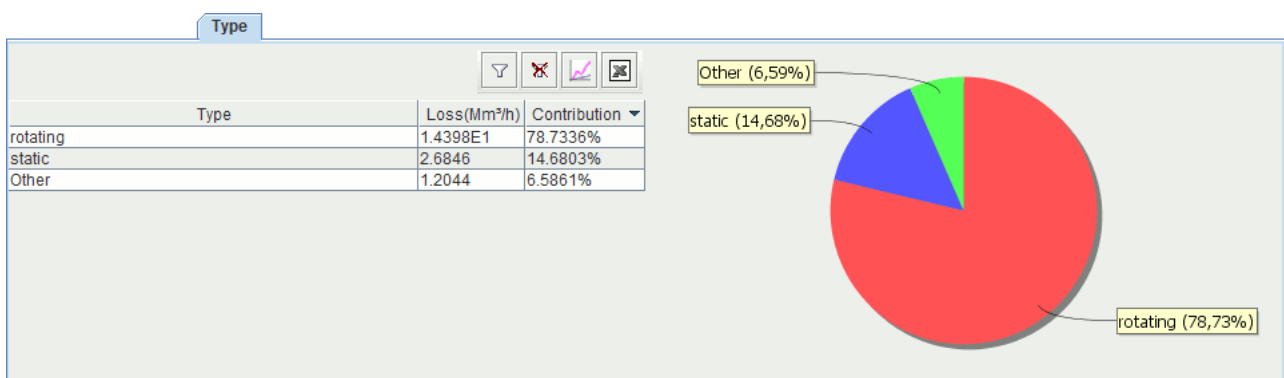 Type
Type Loss(Mm³/h) Contribution
rotating 1.4398E1 78.7336%
static 2.6846 14.6803%
Other 1.2044 6.5861%
Other (6,59%)
static (14,68%)
rotating (78,73%)